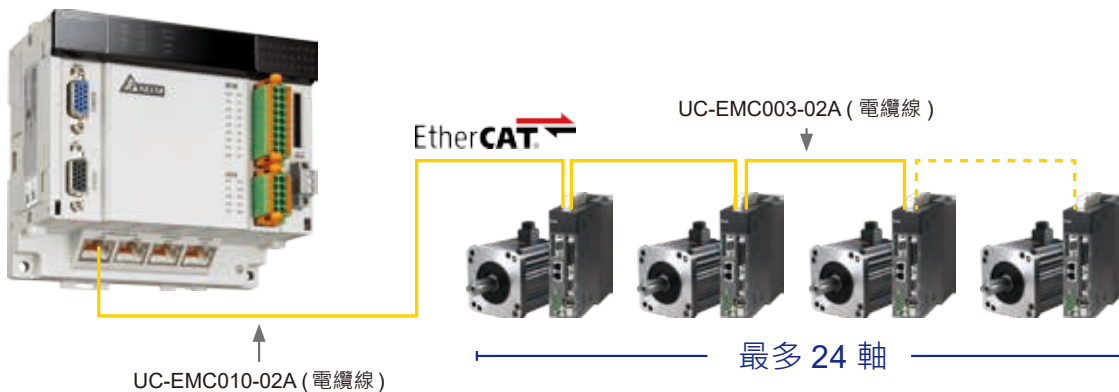 UC-EMC003-02A ( 電纜線 )
EtherCAT
最多 24 軸
UC-EMC010-02A ( 電纜線 )